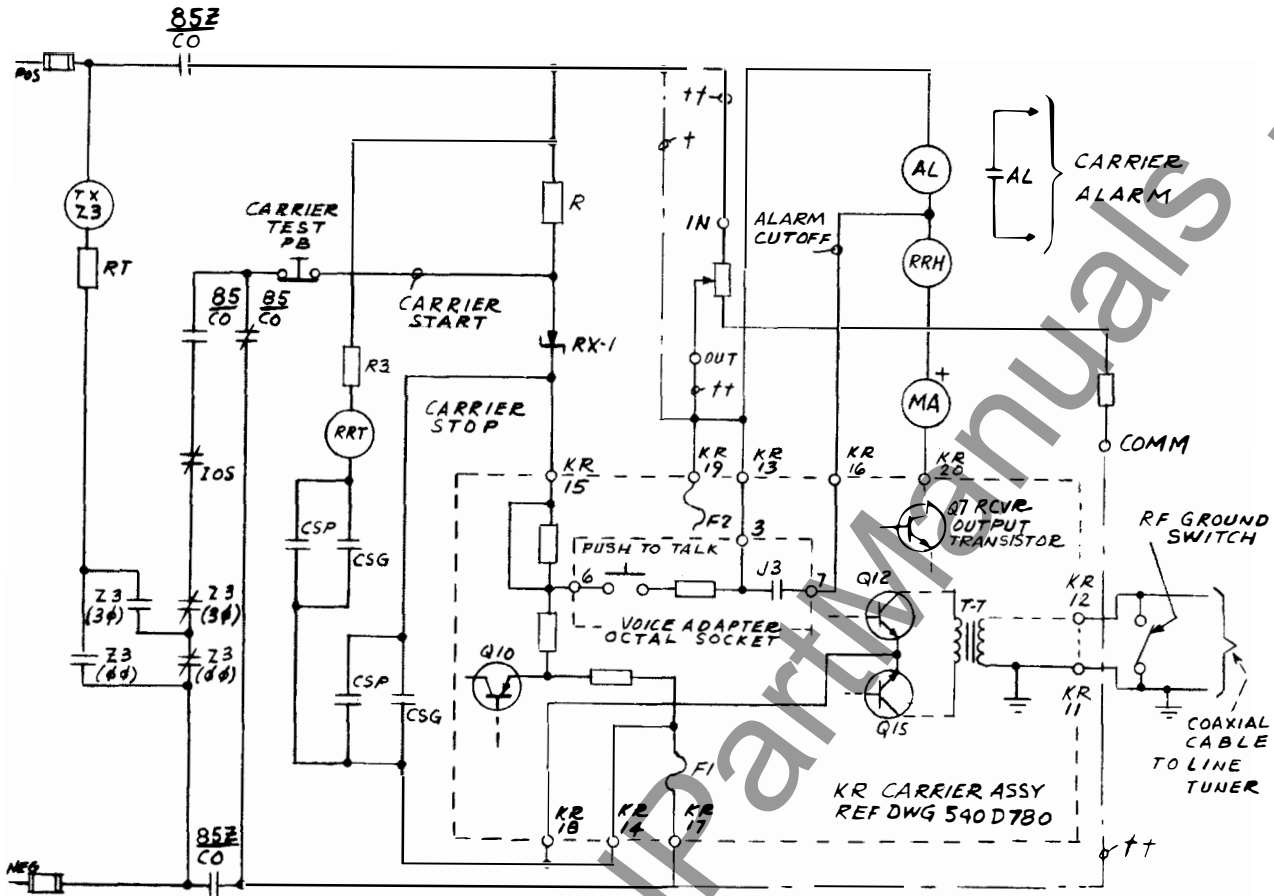 85Z
CO
POS
††
†
TX
Z3
RT
CARRIER
TEST
PB
R
IN
ALARM
CUTOFF
AL
AL
CARRIER
ALARM
RRH
85
CO
85
CO
CARRIER
START
RX-1
OUT
††
R3
RRT
CARRIER
STOP
+
MA
COMM
IOS
KR
15
KR
19
KR
13
KR
16
KR
20
F2
CSP
CSG
3
PUSH TO TALK
6
J3
7
VOICE ADAPTER
OCTAL SOCKET
Q7 RCVR
OUTPUT
TRANSISTOR
RF GROUND
SWITCH
Q12
T-7
KR
12
Z3
(3ϕ)
Z3
(3ϕ)
Z3
(ϕϕ)
Z3
(ϕϕ)
Q10
CSP
CSG
Q15
KR
11
F1
COAXIAL
CABLE
TO LINE
TUNER
KR CARRIER ASSY
REF DWG 540D780
KR
18
KR
14
KR
17
85Z
CO
NEG
††
PartManuals